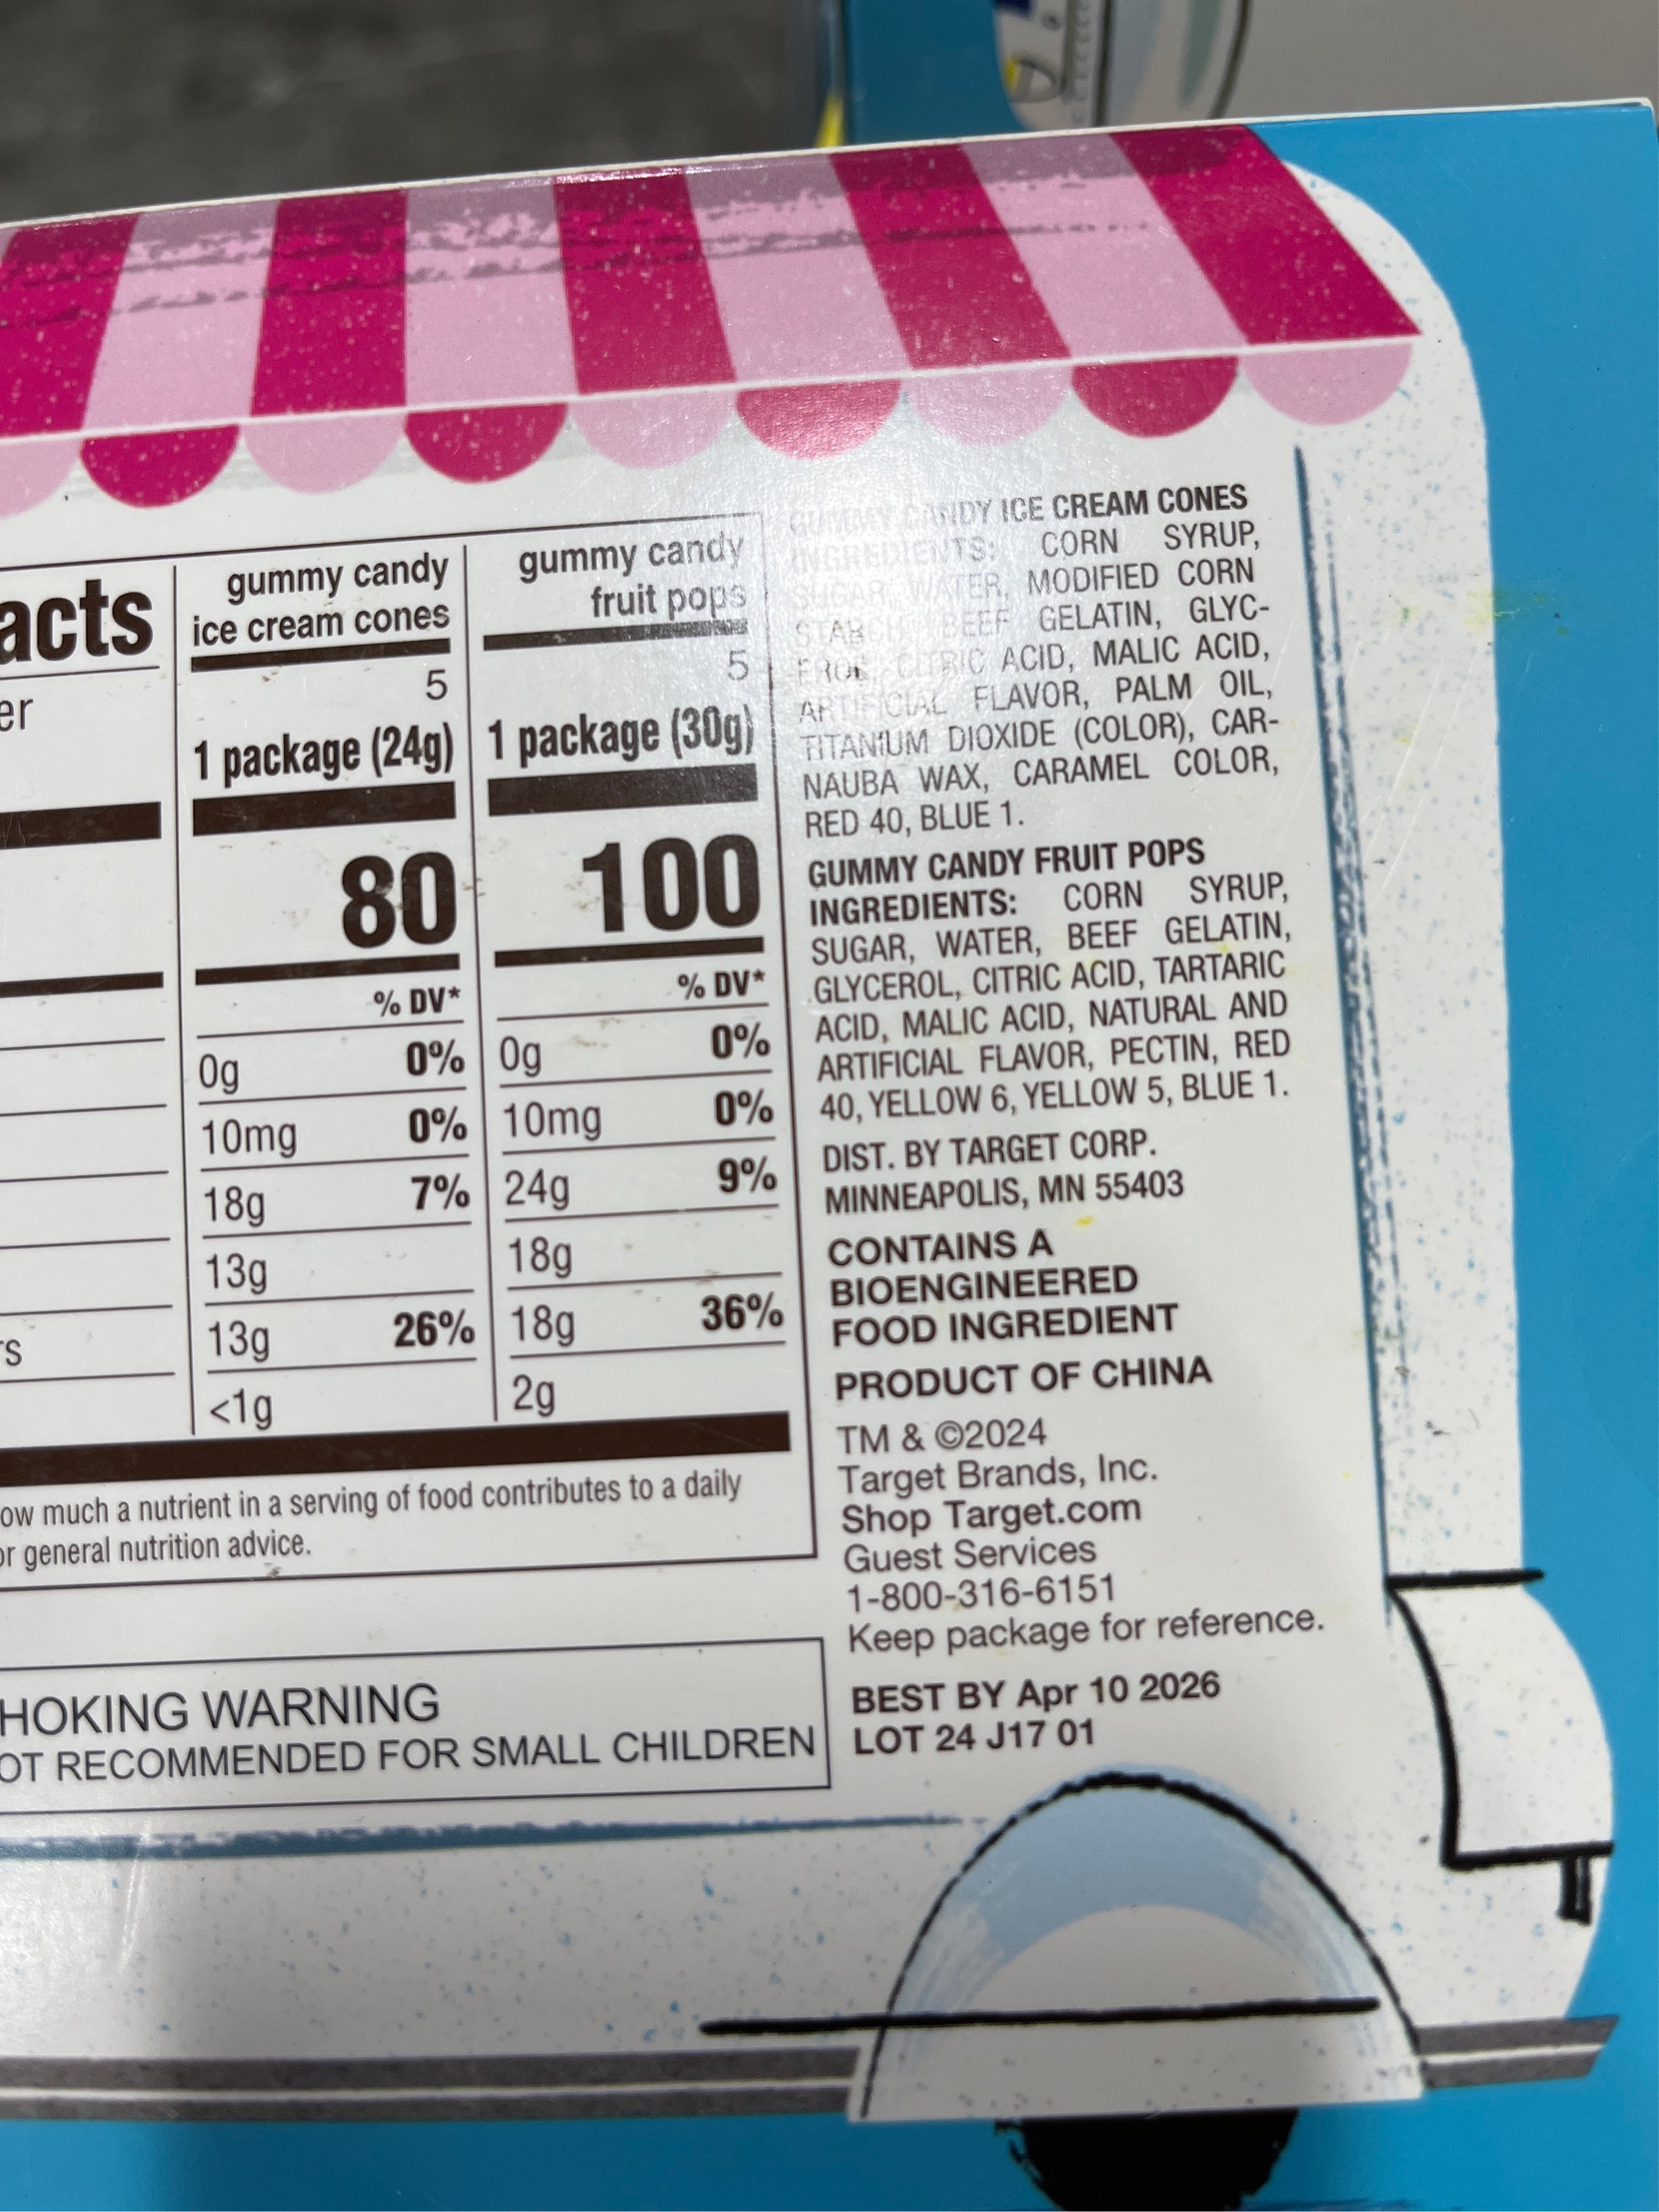 acts
er
rs
gummy candy
ice cream cones
5
1 package (24g)
80
% DV*
0g 0%
10mg 0%
18g 7%
13g
13g 26%
<1g
gummy candy
fruit pops
5
1 package (30g)
100
% DV*
0g 0%
10mg 0%
24g 9%
18g
18g 36%
2g
ow much a nutrient in a serving of food contributes to a daily
or general nutrition advice.
HOKING WARNING
OT RECOMMENDED FOR SMALL CHILDREN
GUMMY CANDY ICE CREAM CONES
INGREDIENTS: CORN SYRUP,
SUGAR, WATER, MODIFIED CORN
BEEF GELATIN, GLYC-
EROL, CITRIC ACID, MALIC ACID,
ARTIFICIAL FLAVOR, PALM OIL,
TITANIUM DIOXIDE (COLOR), CAR-
NAUBA WAX, CARAMEL COLOR,
RED 40, BLUE 1.
GUMMY CANDY FRUIT POPS
INGREDIENTS: CORN SYRUP,
SUGAR, WATER, BEEF GELATIN,
GLYCEROL, CITRIC ACID, TARTARIC
ACID, MALIC ACID, NATURAL AND
ARTIFICIAL FLAVOR, PECTIN, RED
40, YELLOW 6, YELLOW 5, BLUE 1.
DIST. BY TARGET CORP.
MINNEAPOLIS, MN 55403
CONTAINS A
BIOENGINEERED
FOOD INGREDIENT
PRODUCT OF CHINA
TM & ©2024
Target Brands, Inc.
Shop Target.com
Guest Services
1-800-316-6151
Keep package for reference.
BEST BY Apr 10 2026
LOT 24 J17 01